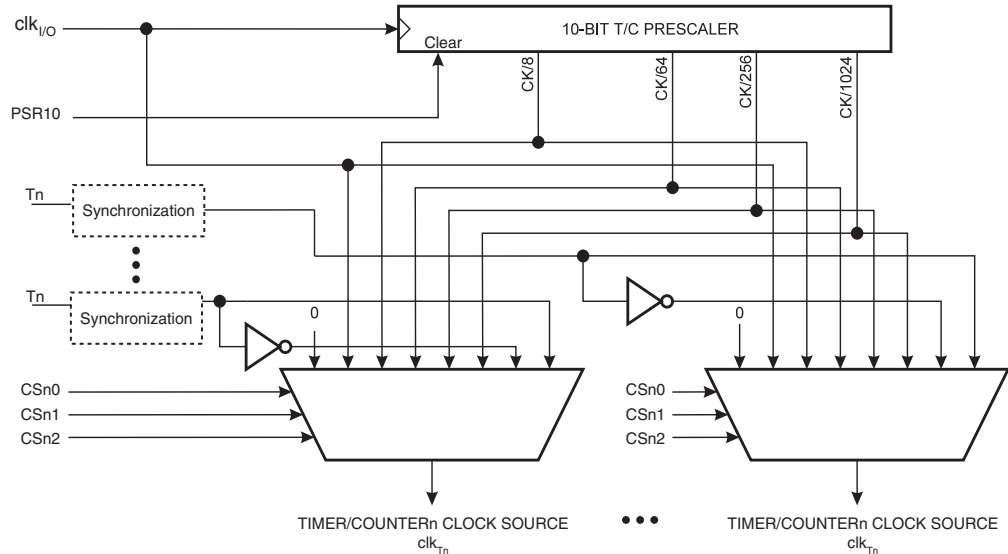 clkI/O
10-BIT T/C PRESCALER
Clear
CK/8
CK/64
CK/256
CK/1024
PSR10
Tn
Synchronization
Tn
Synchronization
0
0
CSn0
CSn1
CSn2
CSn0
CSn1
CSn2
TIMER/COUNTERn CLOCK SOURCE
clkTn
TIMER/COUNTERn CLOCK SOURCE
clkTn